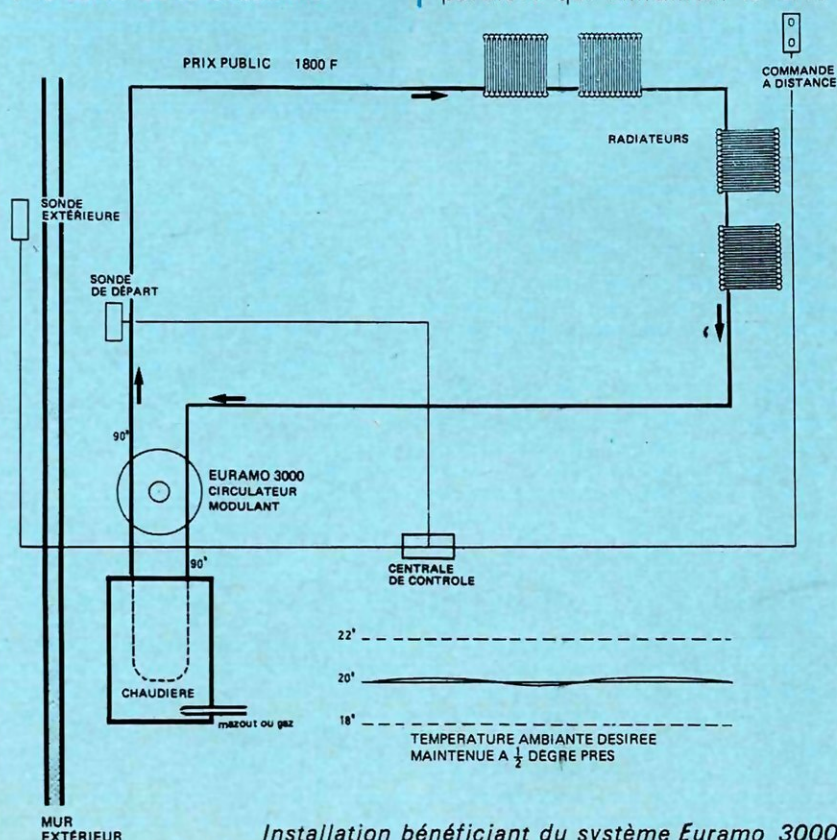 PRIX PUBLIC 1800 F
COMMANDE
A DISTANCE
RADIATEURS
SONDE
EXTÉRIEURE
SONDE
DE DÉPART
90°
EURAMO 3000
CIRCULATEUR
MODULANT
90°
CENTRALE
DE CONTROLE
CHAUDIERE
mazout ou gaz
22°
20°
18°
TEMPERATURE AMBIANTE DESIREE
MAINTENUE A ½ DEGRE PRES
MUR
EXTÉRIEUR
Installation bénéficiant du système Euramo 3000